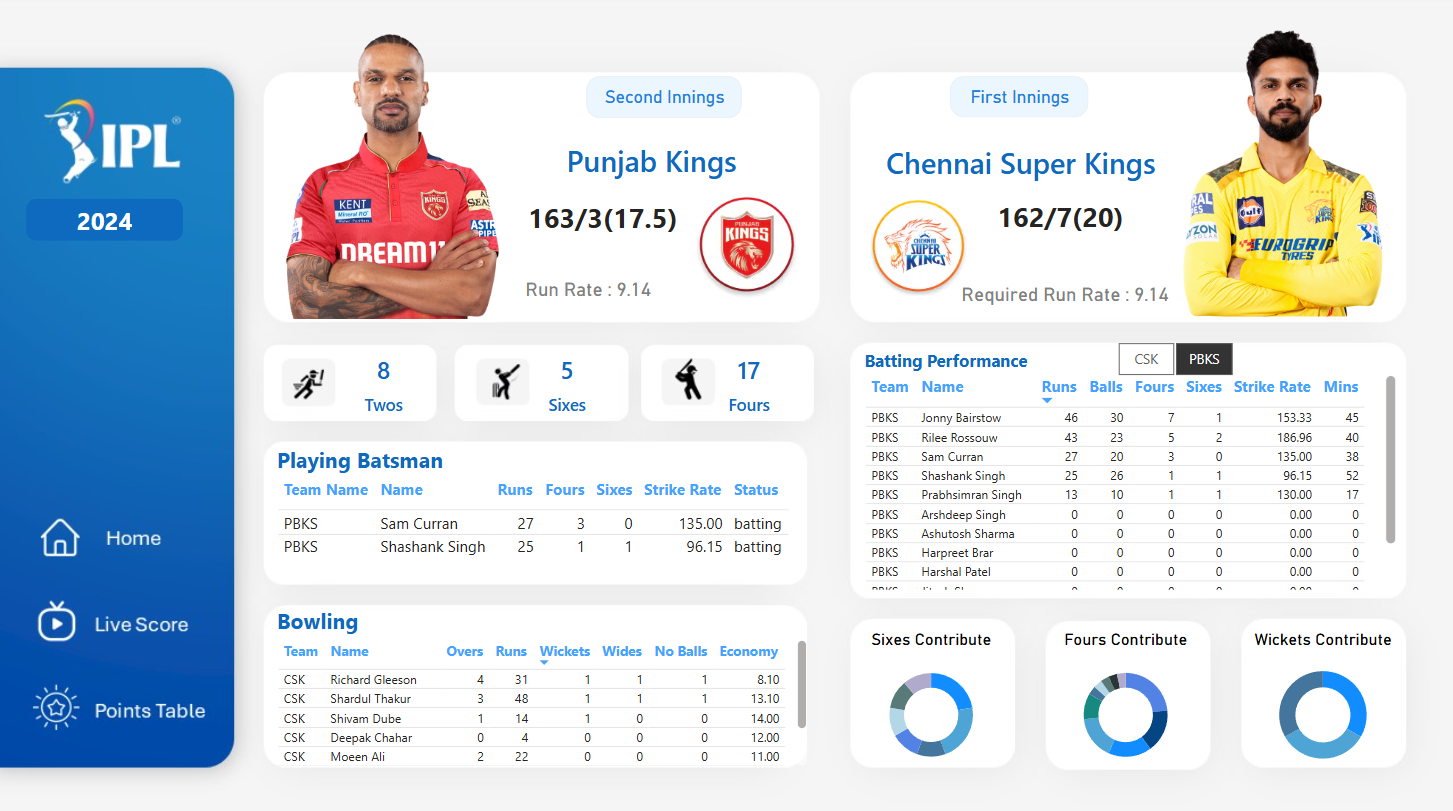 IPL
2024
Home
Live Score
Points Table
Second Innings
Punjab Kings
163/3(17.5)
Run Rate : 9.14
KENT
Mineral RO
KINGS
DREAM11
PUNJAB
KINGS
First Innings
Chennai Super Kings
162/7(20)
Required Run Rate : 9.14
CHENNAI
SUPER
KINGS
Gulf
EUROGRIP
TYRES
8
Twos
5
Sixes
17
Fours
Playing Batsman
Team Name Name Runs Fours Sixes Strike Rate Status
PBKS Sam Curran 27 3 0 135.00 batting
PBKS Shashank Singh 25 1 1 96.15 batting
Bowling
Team Name Overs Runs Wickets Wides No Balls Economy
CSK Richard Gleeson 4 31 1 1 1 8.10
CSK Shardul Thakur 3 48 1 1 1 13.10
CSK Shivam Dube 1 14 1 0 0 14.00
CSK Deepak Chahar 0 4 0 0 0 12.00
CSK Moeen Ali 2 22 0 0 0 11.00
Batting Performance
CSK PBKS
Team Name Runs Balls Fours Sixes Strike Rate Mins
PBKS Jonny Bairstow 46 30 7 1 153.33 45
PBKS Rilee Rossouw 43 23 5 2 186.96 40
PBKS Sam Curran 27 20 3 0 135.00 38
PBKS Shashank Singh 25 26 1 1 96.15 52
PBKS Prabhsimran Singh 13 10 1 1 130.00 17
PBKS Arshdeep Singh 0 0 0 0 0.00 0
PBKS Ashutosh Sharma 0 0 0 0 0.00 0
PBKS Harpreet Brar 0 0 0 0 0.00 0
PBKS Harshal Patel 0 0 0 0 0.00 0
Sixes Contribute
Fours Contribute
Wickets Contribute